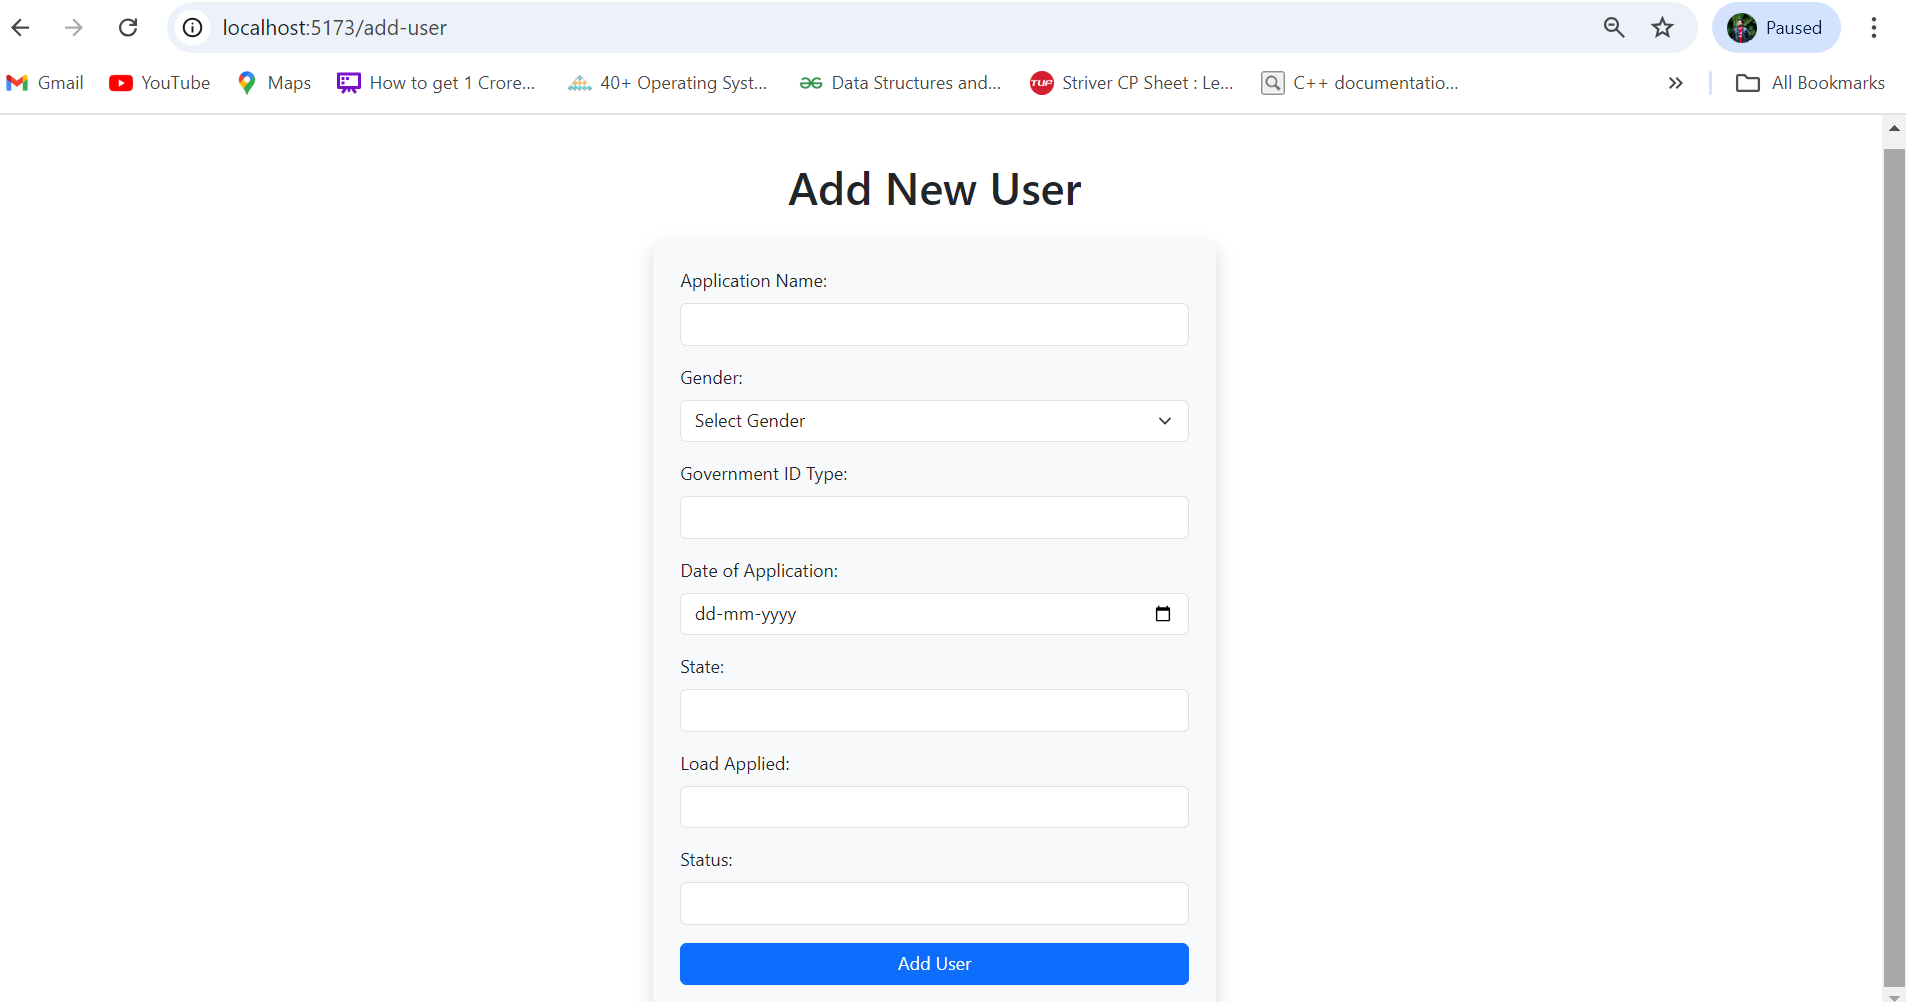 localhost:5173/add-user
Paused
Gmail YouTube Maps How to get 1 Crore... 40+ Operating Syst... Data Structures and... TUF Striver CP Sheet : Le... C++ documentatio... » All Bookmarks
Add New User
Application Name:
Gender:
Select Gender
Government ID Type:
Date of Application:
dd-mm-yyyy
State:
Load Applied:
Status:
Add User